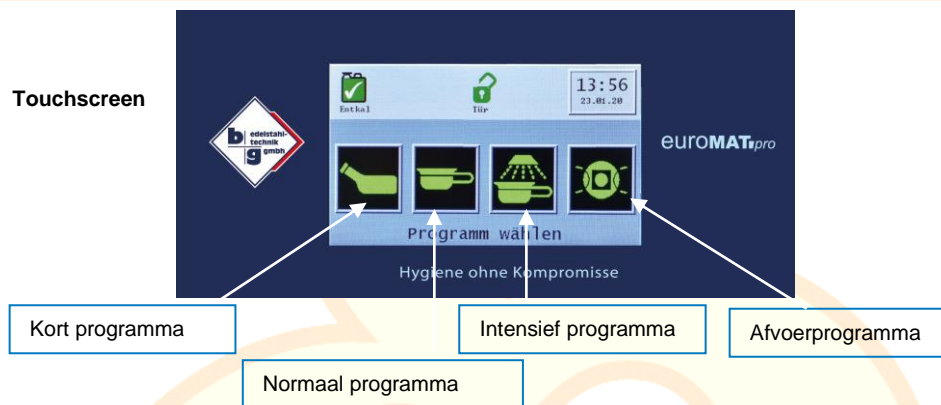 Touchscreen
b g edelstahl-
technik
gmbh
Entkal
Tür
13:56
23.01.20
euroMATpro
Programm wählen
Hygiene ohne Kompromisse
Kort programma
Normaal programma
Intensief programma
Afvoerprogramma